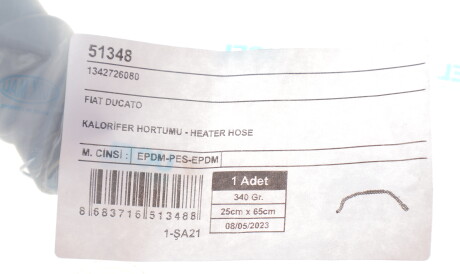 51348
1342726080
FIAT DUCATO
KALORİFER HORTUMU - HEATER HOSE
M. CİNSİ : EPDM-PES-EPDM
1 Adet
340 Gr.
25cm x 65cm
08/05/2023
8 683716 513488
1-ŞA21